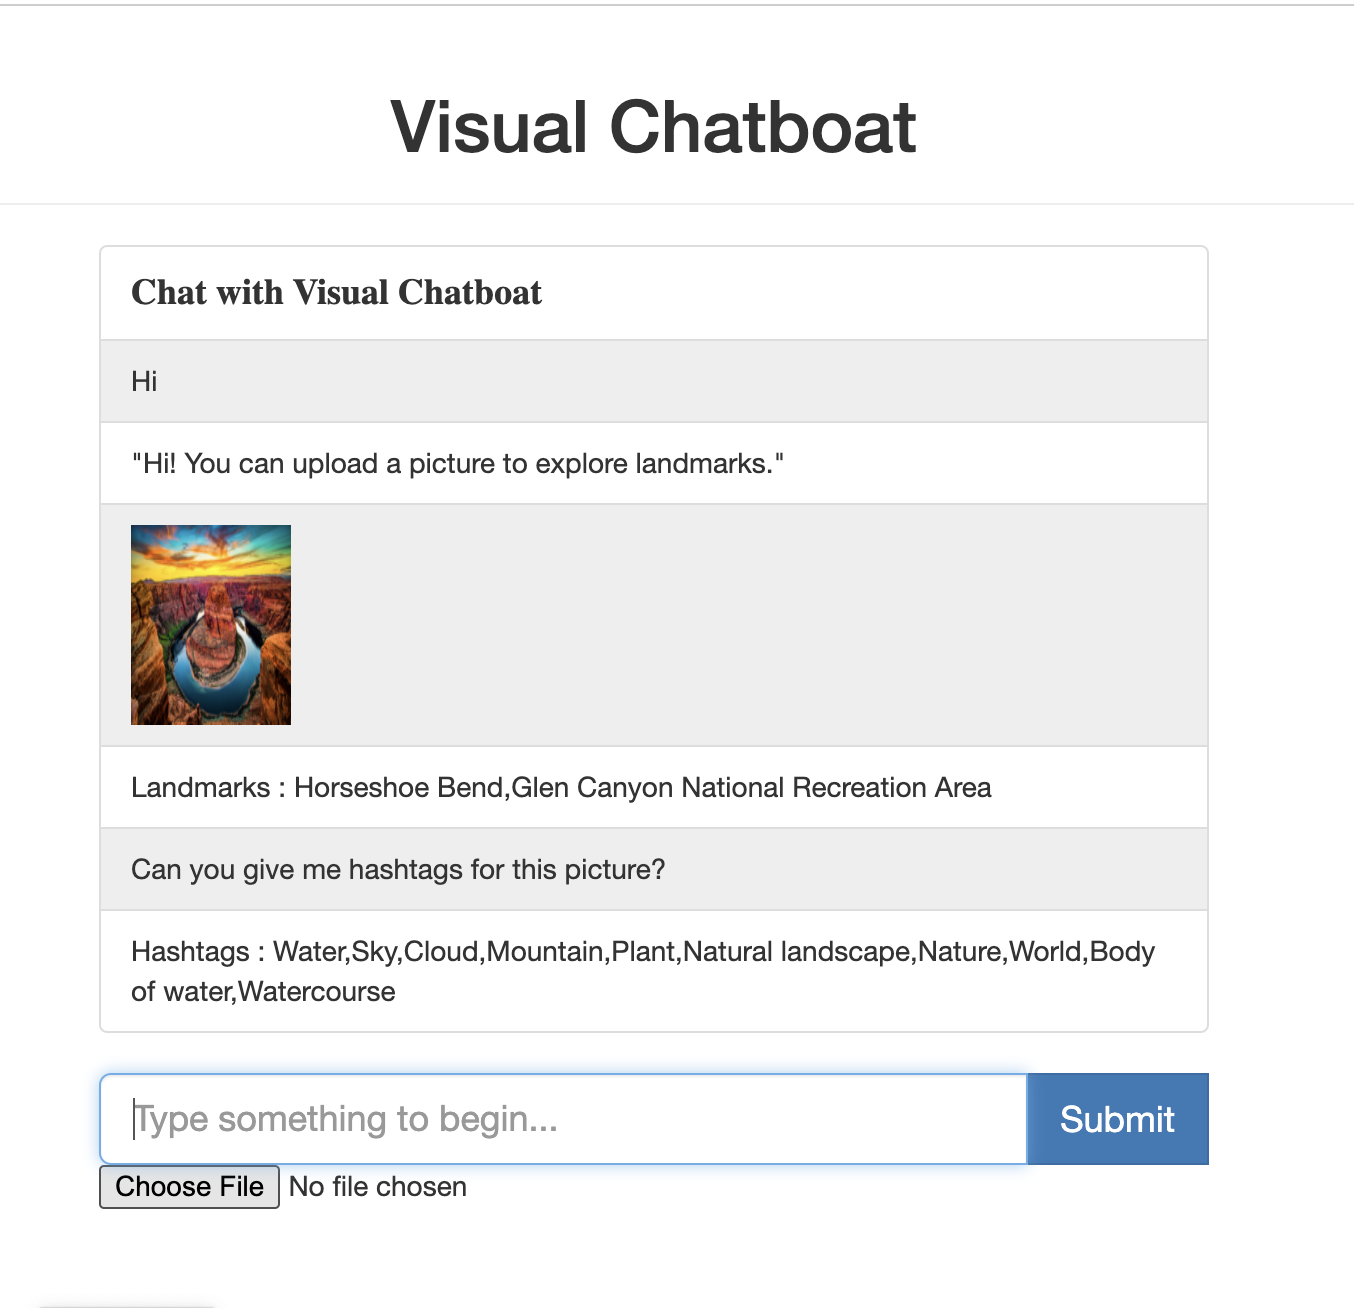 Visual Chatboat
Chat with Visual Chatboat
Hi
"Hi! You can upload a picture to explore landmarks."
Landmarks : Horseshoe Bend,Glen Canyon National Recreation Area
Can you give me hashtags for this picture?
Hashtags : Water,Sky,Cloud,Mountain,Plant,Natural landscape,Nature,World,Body
of water,Watercourse
Type something to begin...
Submit
Choose File No file chosen